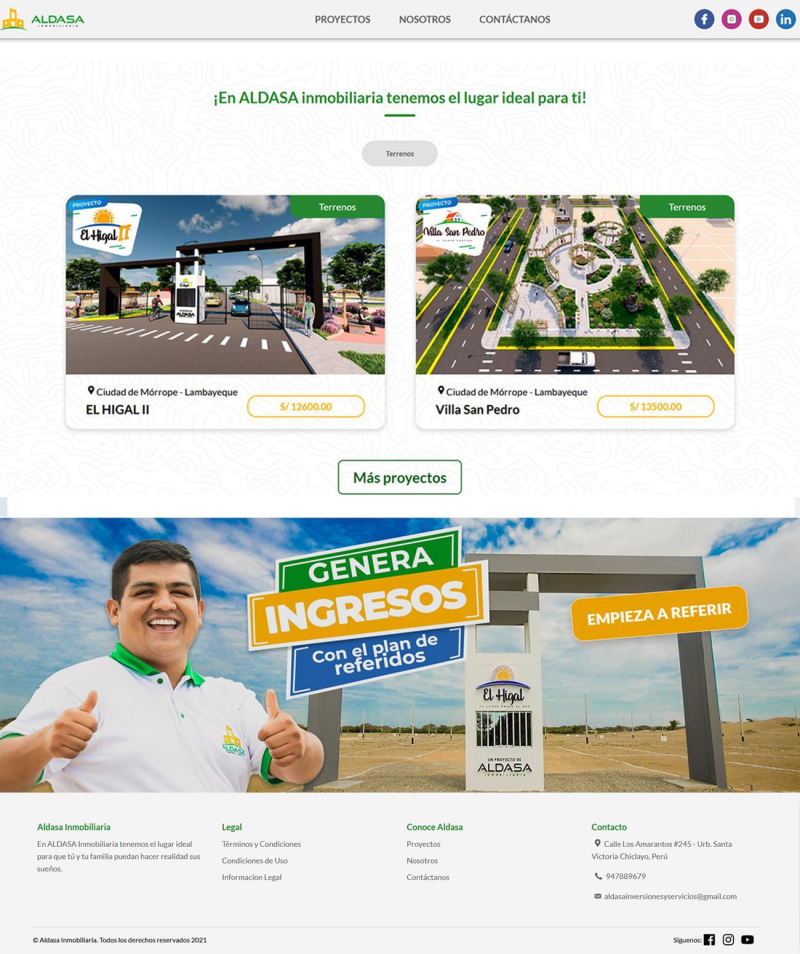 ALDASA
INMOBILIARIA
PROYECTOS
NOSOTROS
CONTÁCTANOS
¡En ALDASA inmobiliaria tenemos el lugar ideal para ti!
Terrenos
PROYECTO
El Higal II
Terrenos
ALDASA
Ciudad de Mórrope - Lambayeque
EL HIGAL II
S/ 12600.00
PROYECTO
Villa San Pedro
Terrenos
Ciudad de Mórrope - Lambayeque
Villa San Pedro
S/ 13500.00
Más proyectos
GENERA
INGRESOS
Con el plan de
referidos
EMPIEZA A REFERIR
El Higal
UN PROYECTO DE
ALDASA
INMOBILIARIA
ALDASA
Aldasa Inmobiliaria
En ALDASA Inmobiliaria tenemos el lugar ideal
para que tú y tu familia puedan hacer realidad sus
sueños.
Legal
Términos y Condiciones
Condiciones de Uso
Informacion Legal
Conoce Aldasa
Proyectos
Nosotros
Contáctanos
Contacto
Calle Los Amarantos #245 - Urb. Santa
Victoria Chiclayo, Perú
947889679
aldasainversionesyservicios@gmail.com
© Aldasa Inmobiliaria. Todos los derechos reservados 2021
Síguenos: